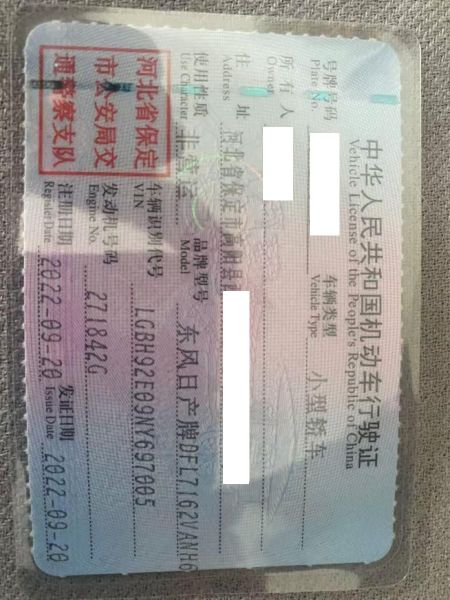 中华人民共和国机动车行驶证
Vehicle License of the People's Republic of China
号牌号码 车辆类型 小型轿车
Plate No. Vehicle Type
所有人
Owner
住址 河北省保定市高阳县
Address
使用性质 非营运 品牌型号 东风日产牌DFL7162VANH6
Use Character Model
河北省保定
市公安局交
通警察支队
车辆识别代号 LGBH92E09NY697005
VIN
发动机号码 271842G
Engine No.
注册日期 2022-09-20 发证日期 2022-09-20
Register Date Issue Date